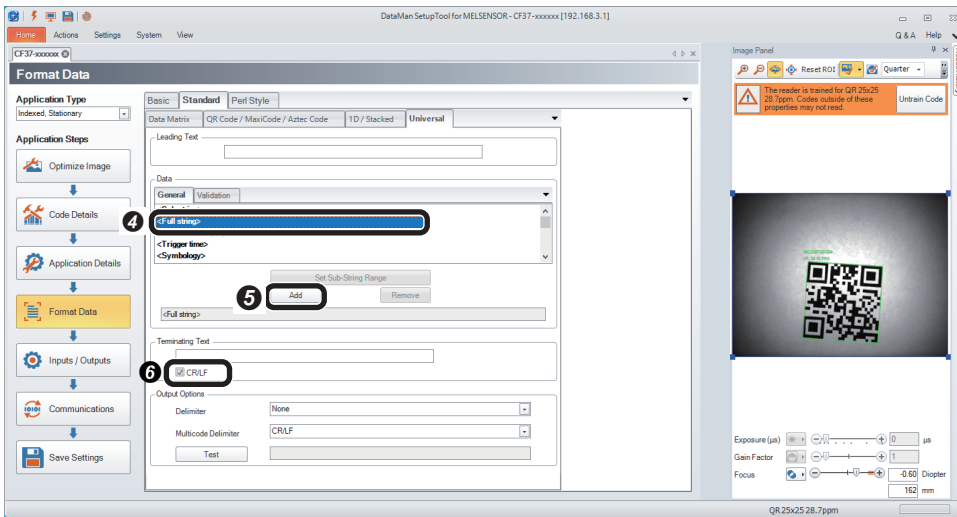 DataMan SetupTool for MELSENSOR - CF37-xxxxxx [192.168.3.1]
Home Actions Settings System View Q & A Help
CF37-xxxxxx
Format Data
Application Type
Indexed, Stationary
Application Steps
Optimize Image
Code Details
Application Details
Format Data
Inputs / Outputs
Communications
Save Settings
Basic Standard Perl Style
Data Matrix QR Code / MaxiCode / Aztec Code 1D / Stacked Universal
Leading Text
Data
General Validation
4
<Full string>
<Trigger time>
<Symbology>
Set Sub-String Range
5 Add Remove
<Full string>
Terminating Text
6 CR/LF
Output Options
Delimiter None
Multicode Delimiter CR/LF
Test
Image Panel
Reset ROI Quarter
The reader is trained for QR 25x25
28.7ppm. Codes outside of these
properties may not read.
Untrain Code
Exposure (µs) 0 µs
Gain Factor 1
Focus -0.60 Diopter
162 mm
QR 25x25 28.7ppm